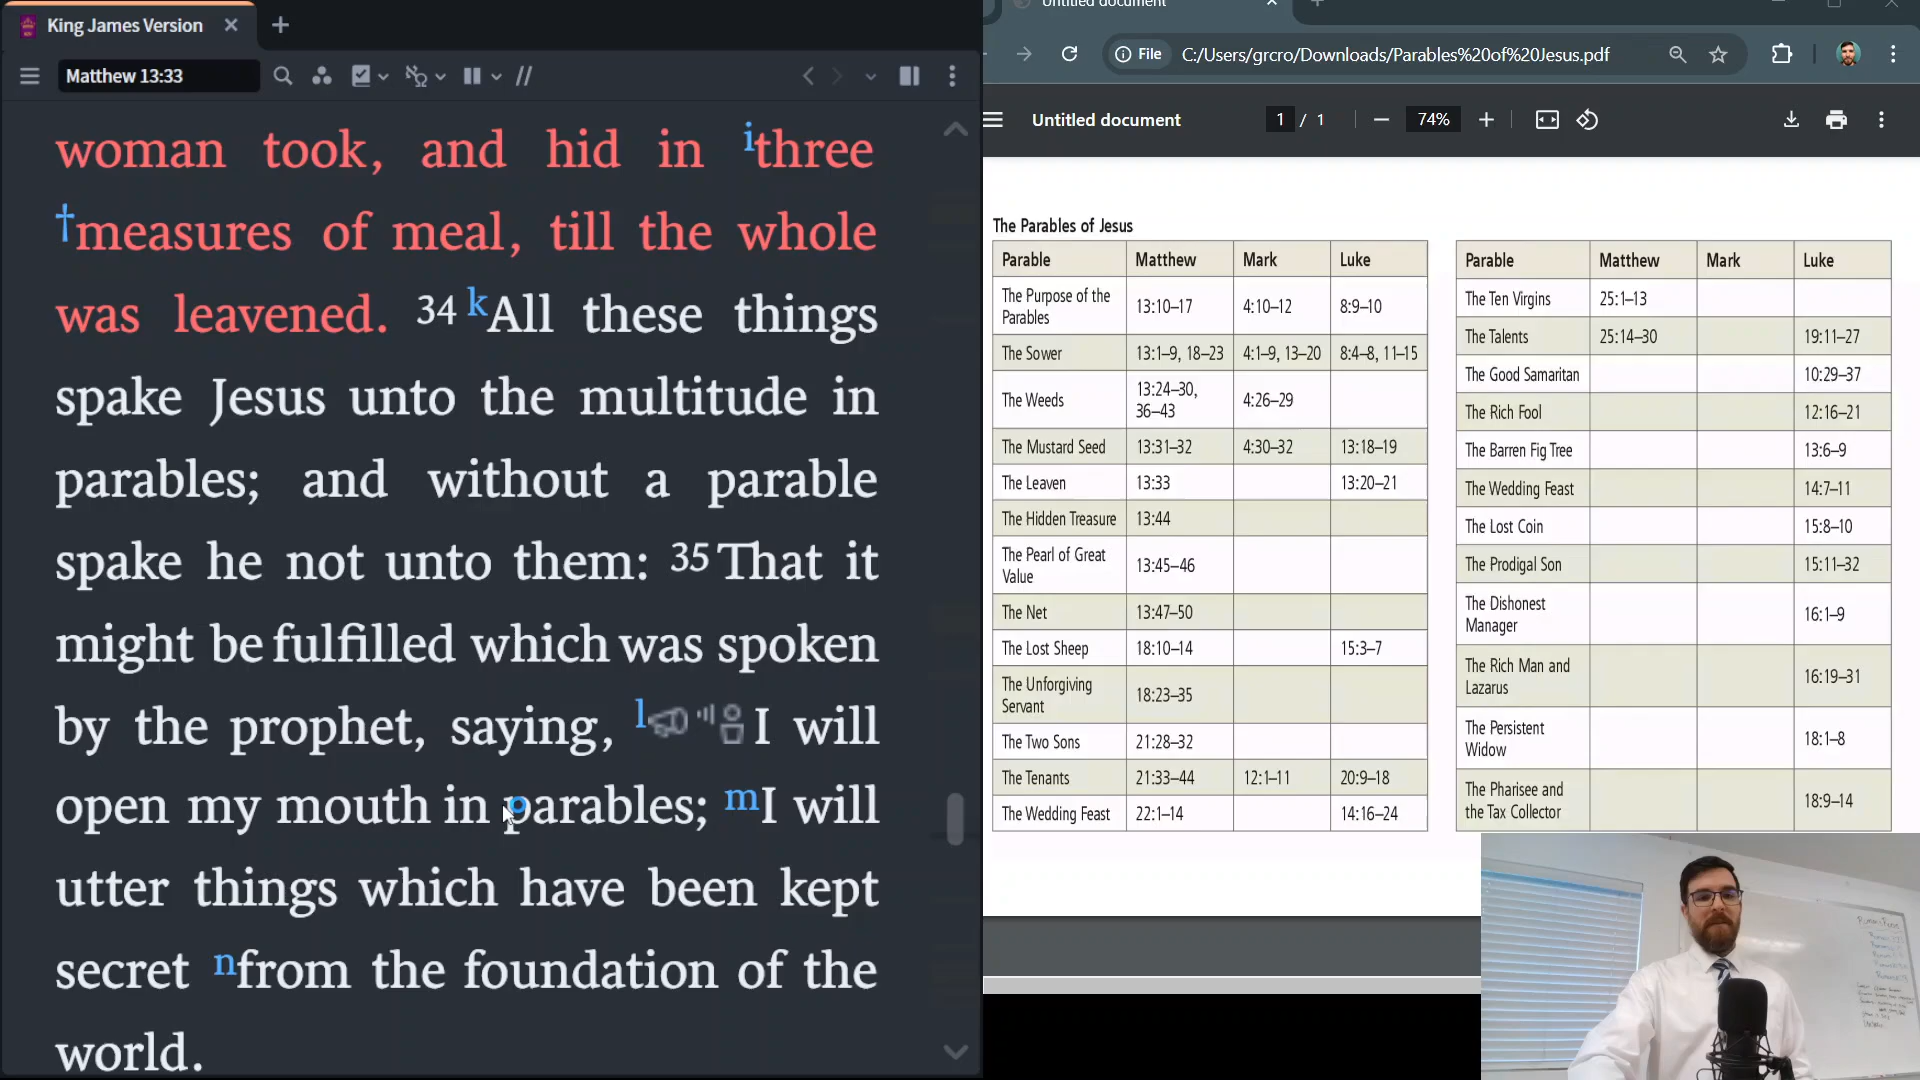 King James Version
Matthew 13:33
woman took, and hid in ithree
†measures of meal, till the whole
was leavened. 34 kAll these things
spake Jesus unto the multitude in
parables; and without a parable
spake he not unto them: 35 That it
might be fulfilled which was spoken
by the prophet, saying, lI will
open my mouth in parables; mI will
utter things which have been kept
secret nfrom the foundation of the
world.
Untitled document
File C:/Users/grcro/Downloads/Parables%20of%20Jesus.pdf
Untitled document 1 / 1 74%
The Parables of Jesus
Parable Matthew Mark Luke
The Purpose of the
Parables 13:10–17 4:10–12 8:9–10
The Sower 13:1–9, 18–23 4:1–9, 13–20 8:4–8, 11–15
The Weeds 13:24–30,
36–43 4:26–29
The Mustard Seed 13:31–32 4:30–32 13:18–19
The Leaven 13:33 13:20–21
The Hidden Treasure 13:44
The Pearl of Great
Value 13:45–46
The Net 13:47–50
The Lost Sheep 18:10–14 15:3–7
The Unforgiving
Servant 18:23–35
The Two Sons 21:28–32
The Tenants 21:33–44 12:1–11 20:9–18
The Wedding Feast 22:1–14 14:16–24
Parable Matthew Mark Luke
The Ten Virgins 25:1–13
The Talents 25:14–30 19:11–27
The Good Samaritan 10:29–37
The Rich Fool 12:16–21
The Barren Fig Tree 13:6–9
The Wedding Feast 14:7–11
The Lost Coin 15:8–10
The Prodigal Son 15:11–32
The Dishonest
Manager 16:1–9
The Rich Man and
Lazarus 16:19–31
The Persistent
Widow 18:1–8
The Pharisee and
the Tax Collector 18:9–14